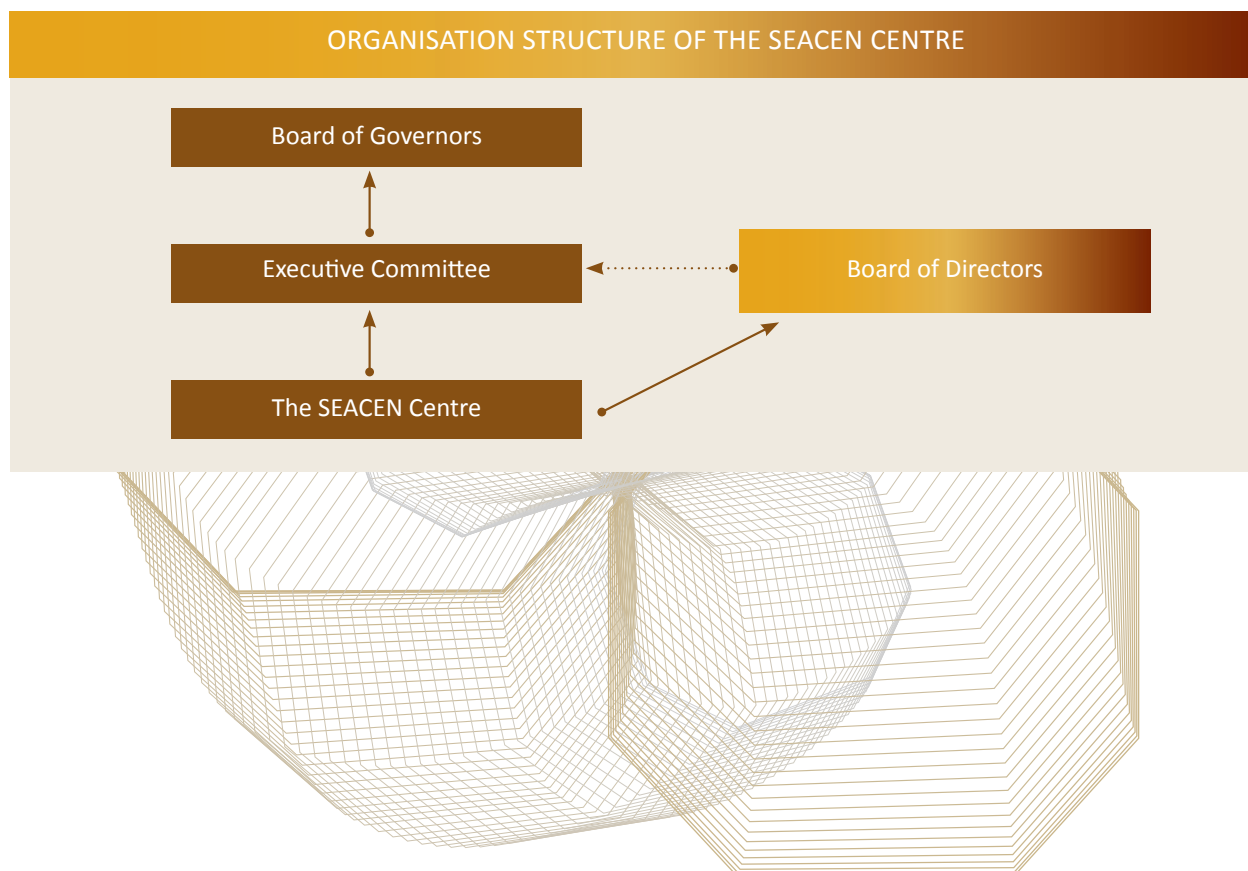 ORGANISATION STRUCTURE OF THE SEACEN CENTRE
Board of Governors
Executive Committee
Board of Directors
The SEACEN Centre